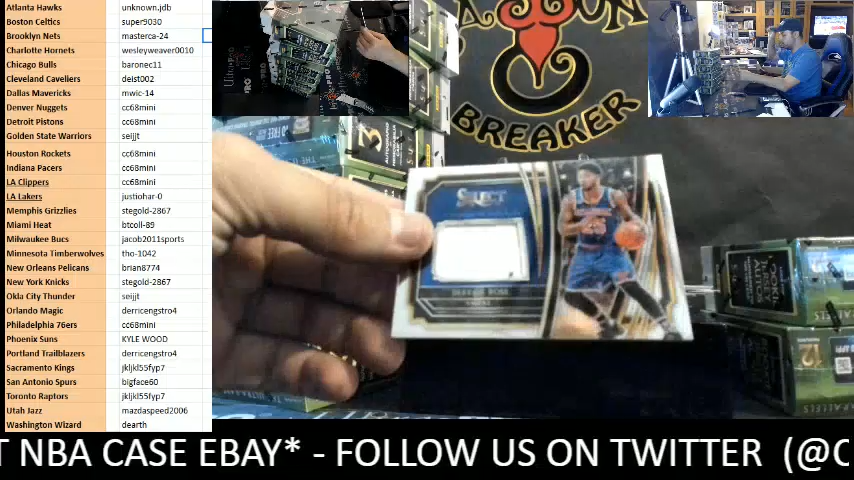 Atlanta Hawks unknown.jdb
Boston Celtics super9030
Brooklyn Nets masterca-24
Charlotte Hornets wesleyweaver0010
Chicago Bulls baronec11
Cleveland Cavaliers deist002
Dallas Mavericks mwic-14
Denver Nuggets cc68mini
Detroit Pistons cc68mini
Golden State Warriors seijjt
Houston Rockets cc68mini
Indiana Pacers cc68mini
LA Clippers cc68mini
LA Lakers justiohar-0
Memphis Grizzlies stegold-2867
Miami Heat btcoll-89
Milwaukee Bucs jacob2011sports
Minnesota Timberwolves tho-1042
New Orleans Pelicans brian8774
New York Knicks stegold-2867
Okla City Thunder seijjt
Orlando Magic derricengstro4
Philadelphia 76ers cc68mini
Phoenix Suns KYLE WOOD
Portland Trailblazers derricengstro4
Sacramento Kings jkljkl55fyp7
San Antonio Spurs bigface60
Toronto Raptors jkljkl55fyp7
Utah Jazz mazdaspeed2006
Washington Wizard dearth
BREAKER
SELECT
DERRICK ROSE
12
T NBA CASE EBAY* - FOLLOW US ON TWITTER (@C